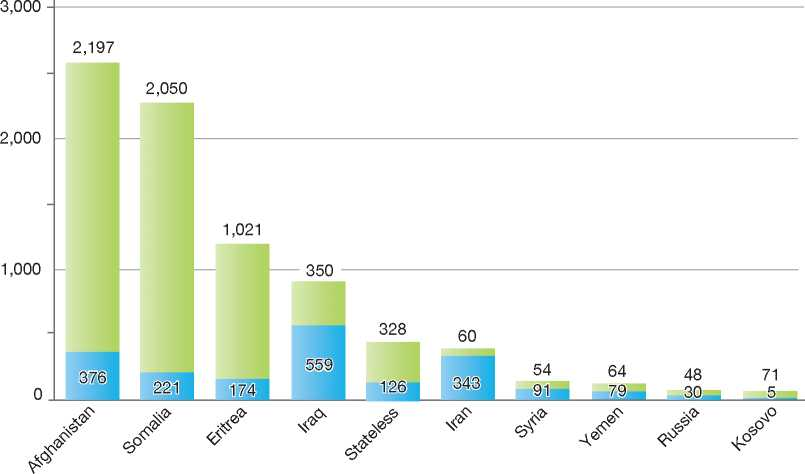 3,000
2,000
1,000
0
2,197
376
2,050
221
1,021
174
350
559
328
126
60
343
54
91
64
79
48
30
71
5
Afghanistan
Somalia
Eritrea
Iraq
Stateless
Iran
Syria
Yemen
Russia
Kosovo